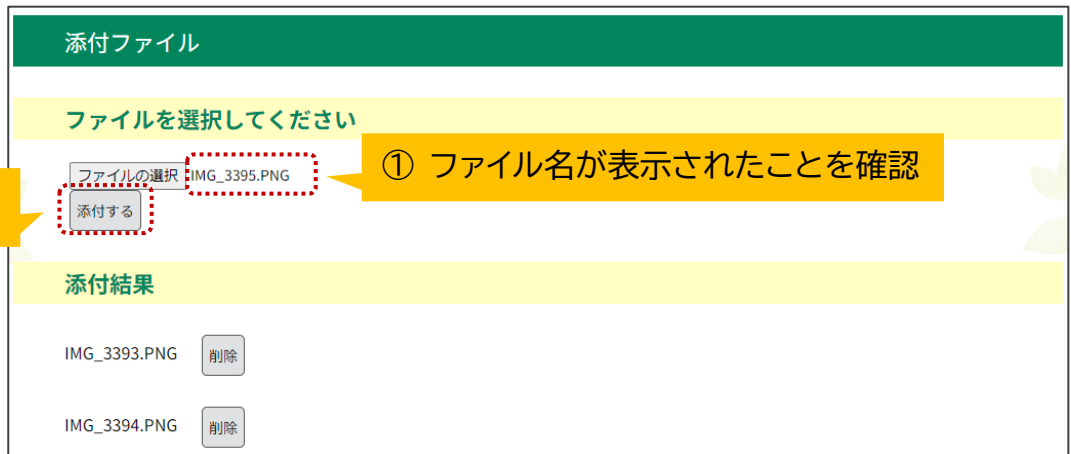 添付ファイル
ファイルを選択してください
① ファイル名が表示されたことを確認
ファイルの選択 IMG_3395.PNG
添付する
添付結果
IMG_3393.PNG 削除
IMG_3394.PNG 削除